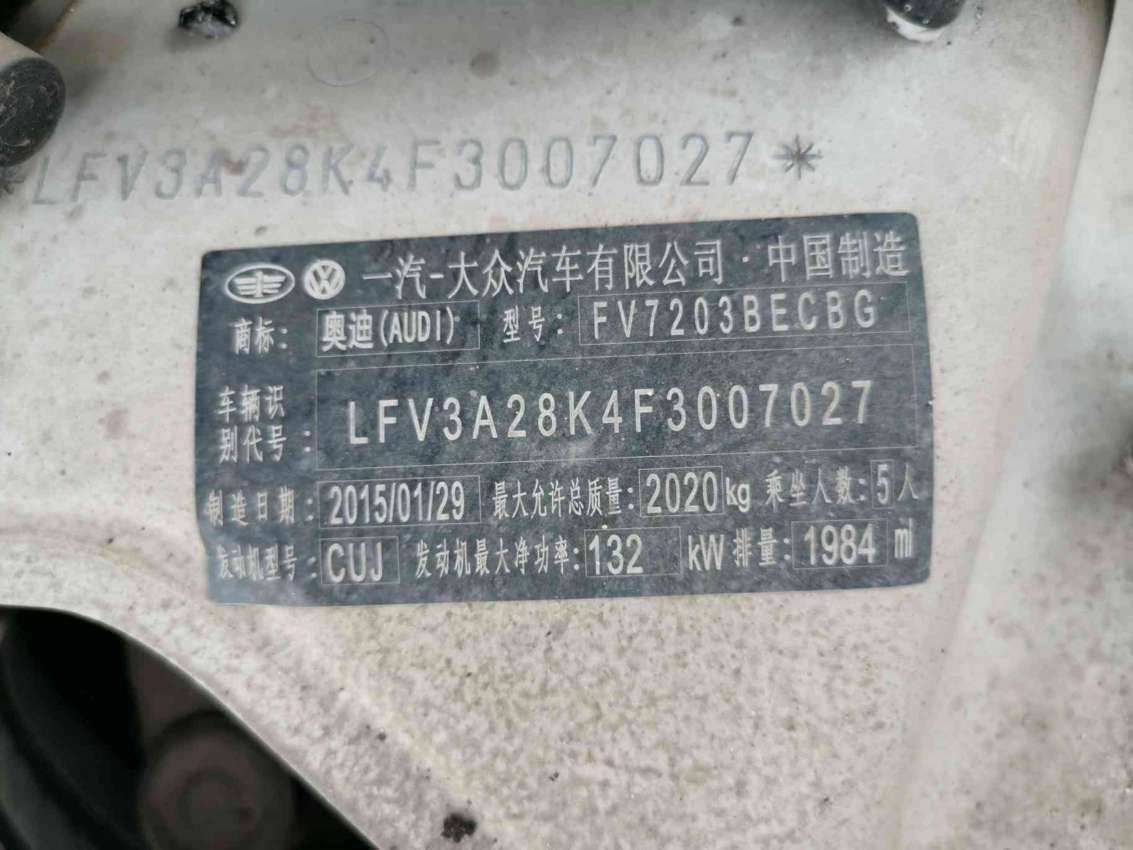 *LFV3A28K4F3007027*
一汽-大众汽车有限公司·中国制造
商标: 奥迪(AUDI) 型号: FV7203BECBG
车辆识
别代号: LFV3A28K4F3007027
制造日期: 2015/01/29 最大允许总质量: 2020kg 乘坐人数: 5人
发动机型号: CUJ 发动机最大净功率: 132 kW 排量: 1984 ml